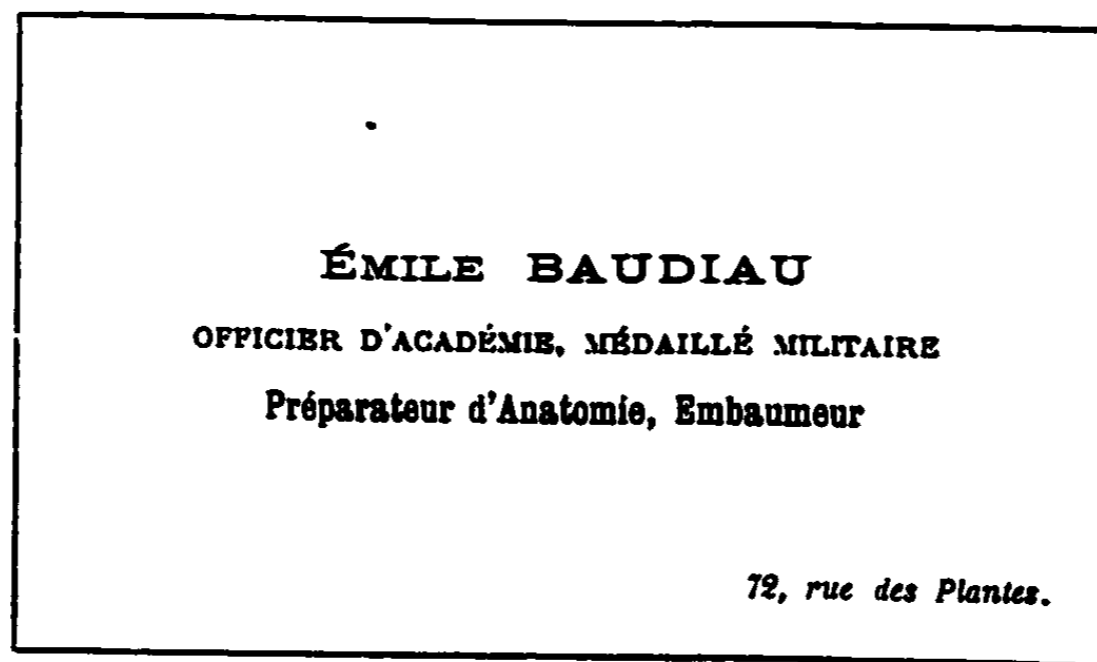 ÉMILE BAUDIAU
OFFICIER D'ACADÉMIE, MÉDAILLÉ MILITAIRE
Préparateur d'Anatomie, Embaumeur
72, rue des Plantes.